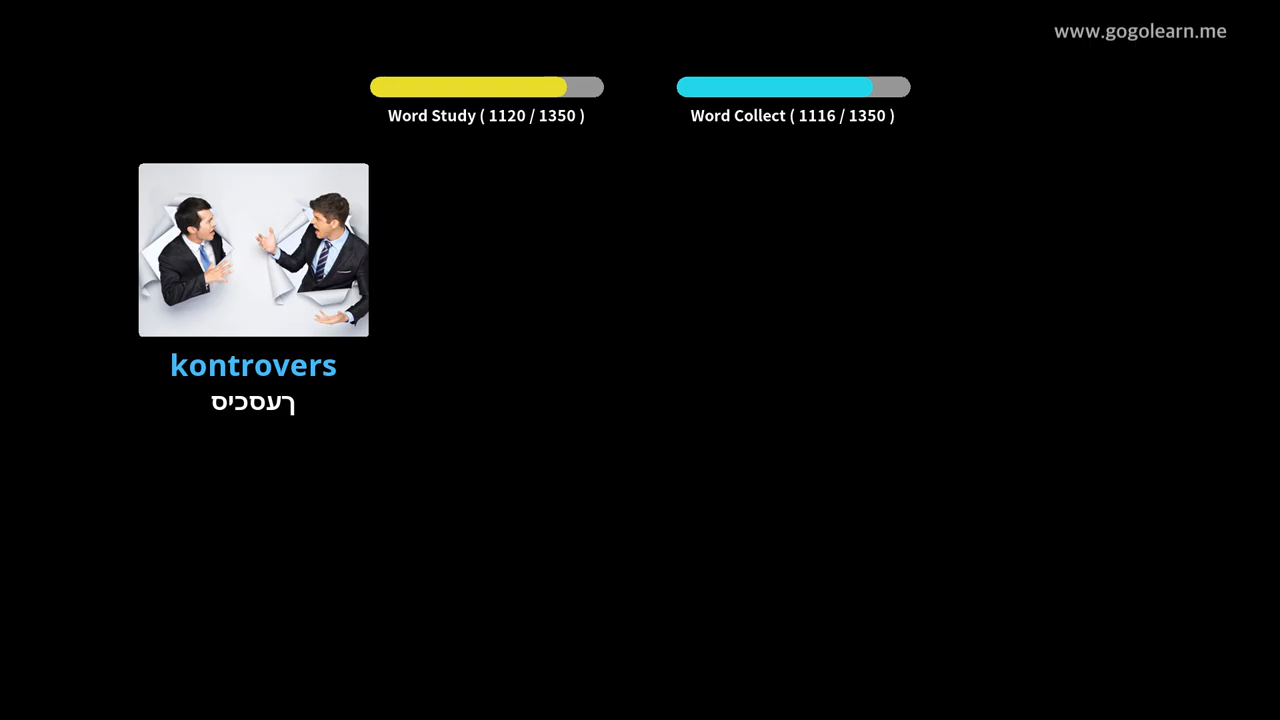 www.gogolearn.me
Word Study ( 1120 / 1350 )
Word Collect ( 1116 / 1350 )
kontrovers
ךעסכיס